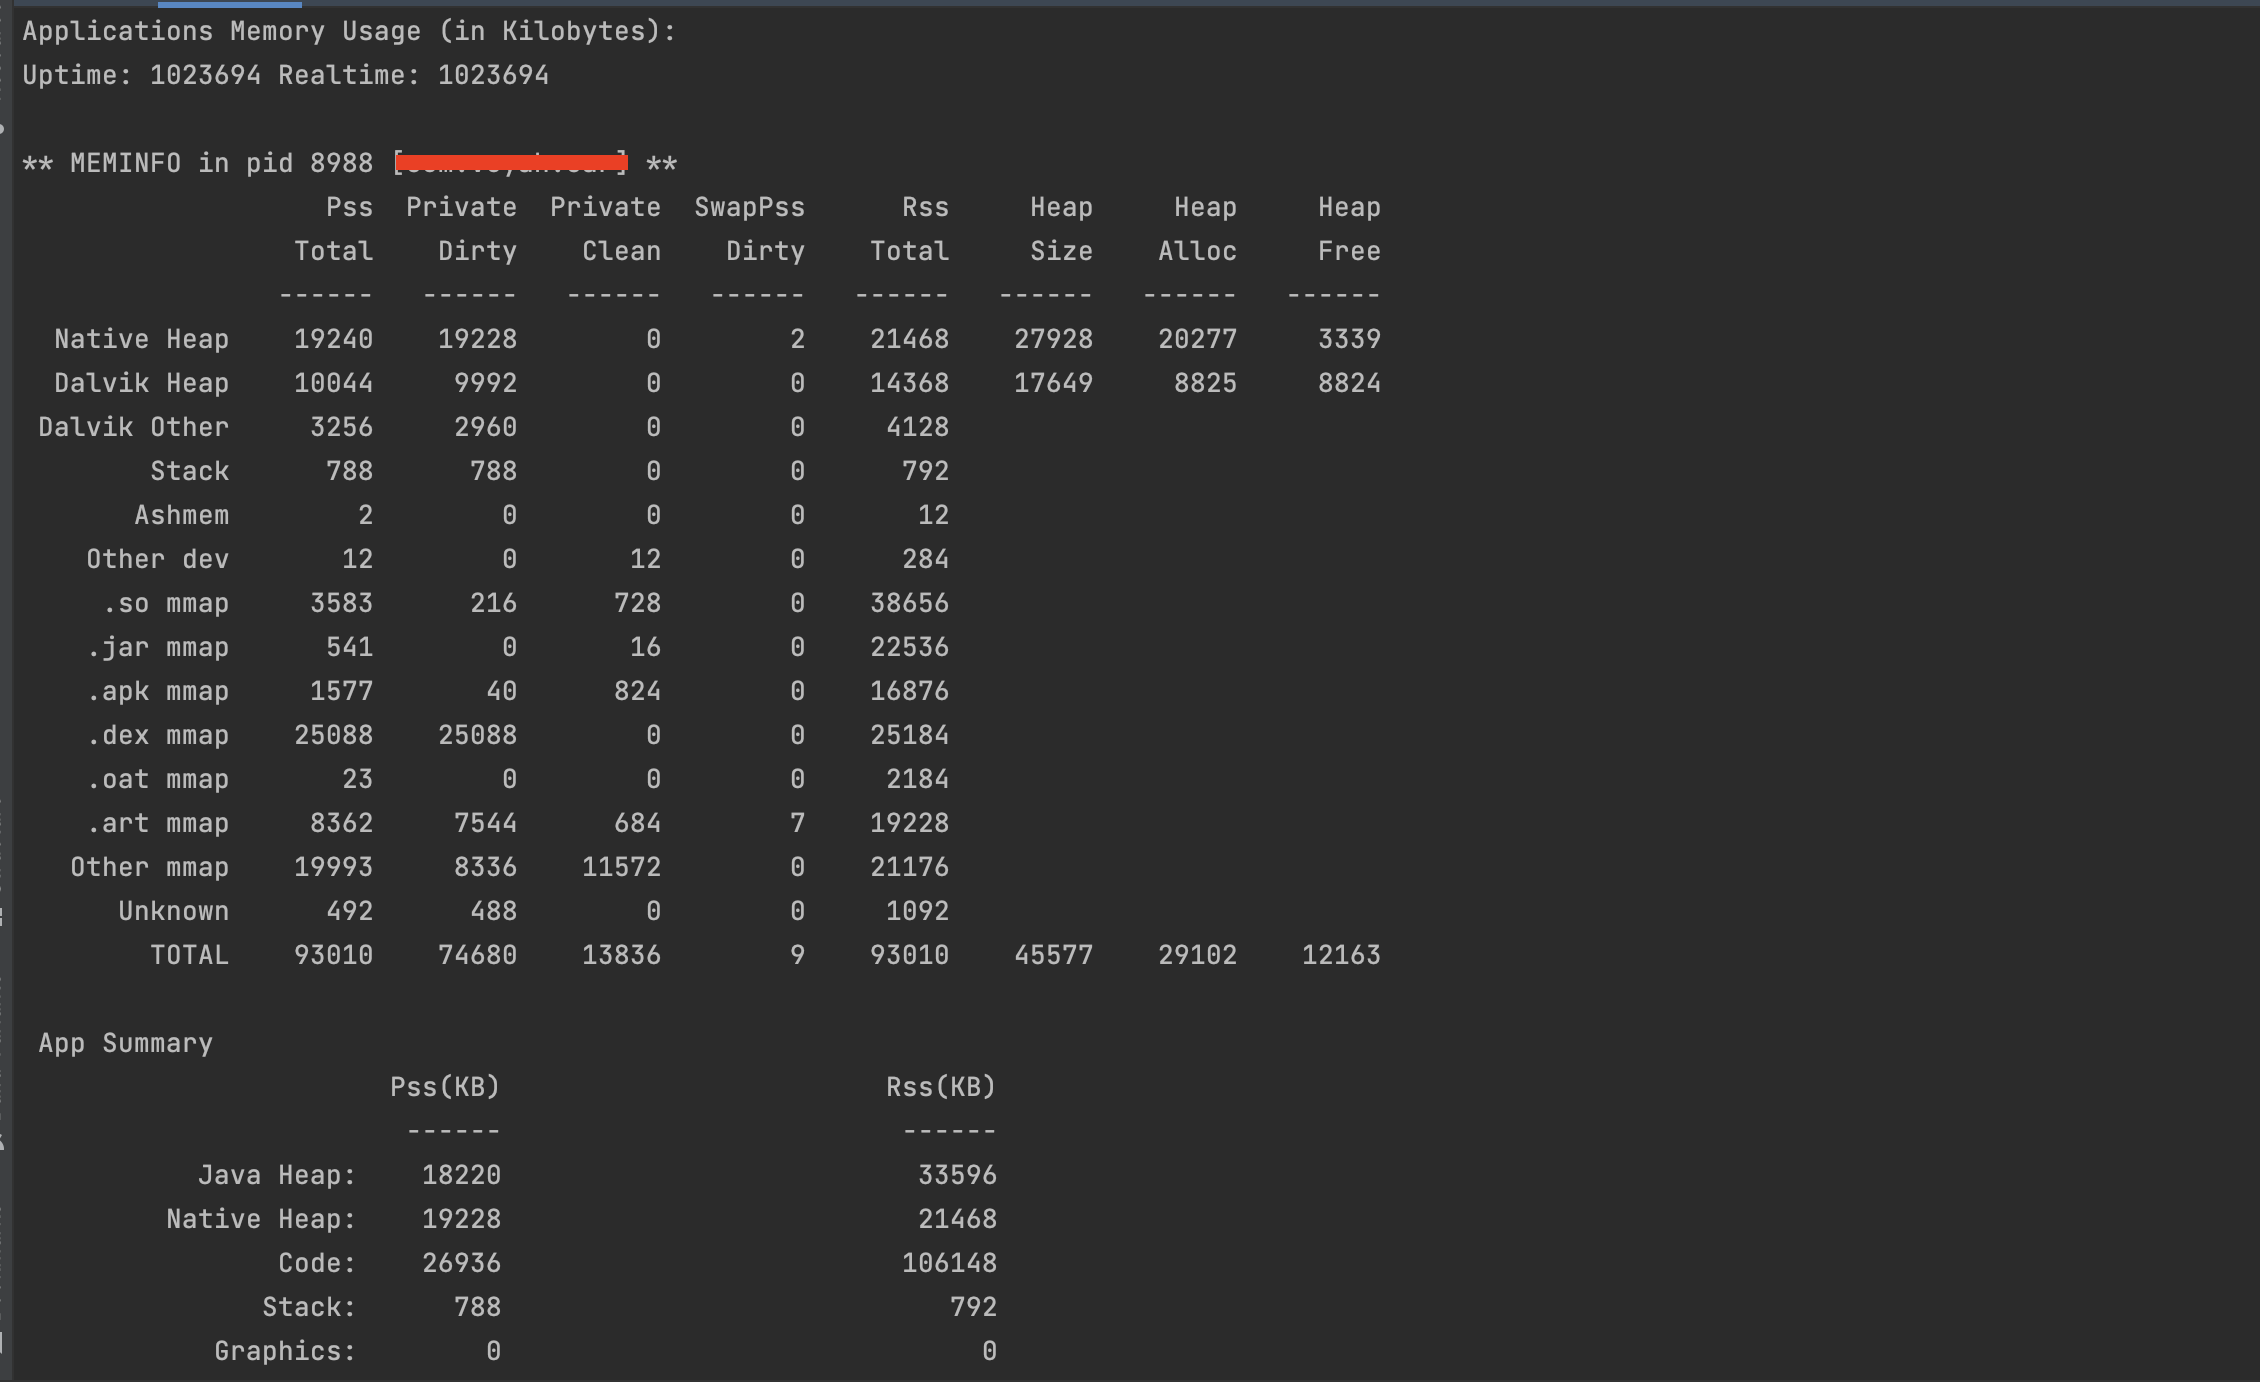 Applications Memory Usage (in Kilobytes):
Uptime: 1023694 Realtime: 1023694
** MEMINFO in pid 8988 [] **
Pss Private Private SwapPss Rss Heap Heap Heap
Total Dirty Clean Dirty Total Size Alloc Free
------ ------ ------ ------ ------ ------ ------ ------
Native Heap 19240 19228 0 2 21468 27928 20277 3339
Dalvik Heap 10044 9992 0 0 14368 17649 8825 8824
Dalvik Other 3256 2960 0 0 4128
Stack 788 788 0 0 792
Ashmem 2 0 0 0 12
Other dev 12 0 12 0 284
.so mmap 3583 216 728 0 38656
.jar mmap 541 0 16 0 22536
.apk mmap 1577 40 824 0 16876
.dex mmap 25088 25088 0 0 25184
.oat mmap 23 0 0 0 2184
.art mmap 8362 7544 684 7 19228
Other mmap 19993 8336 11572 0 21176
Unknown 492 488 0 0 1092
TOTAL 93010 74680 13836 9 93010 45577 29102 12163
App Summary
Pss(KB) Rss(KB)
------ ------
Java Heap: 18220 33596
Native Heap: 19228 21468
Code: 26936 106148
Stack: 788 792
Graphics: 0 0